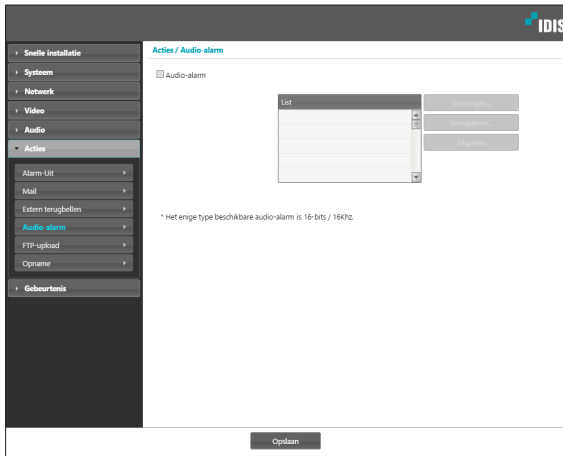 IDIS
Snelle installatie
Systeem
Netwerk
Video
Audio
Acties
Alarm-Uit
Mail
Extern terugbellen
Audio-alarm
FTP-upload
Opname
Gebeurtenis
Acties / Audio-alarm
Audio-alarm
List
Toevoegen...
Verwijderen...
Afspelen
* Het enige type beschikbare audio-alarm is 16-bits / 16Khz.
Opslaan